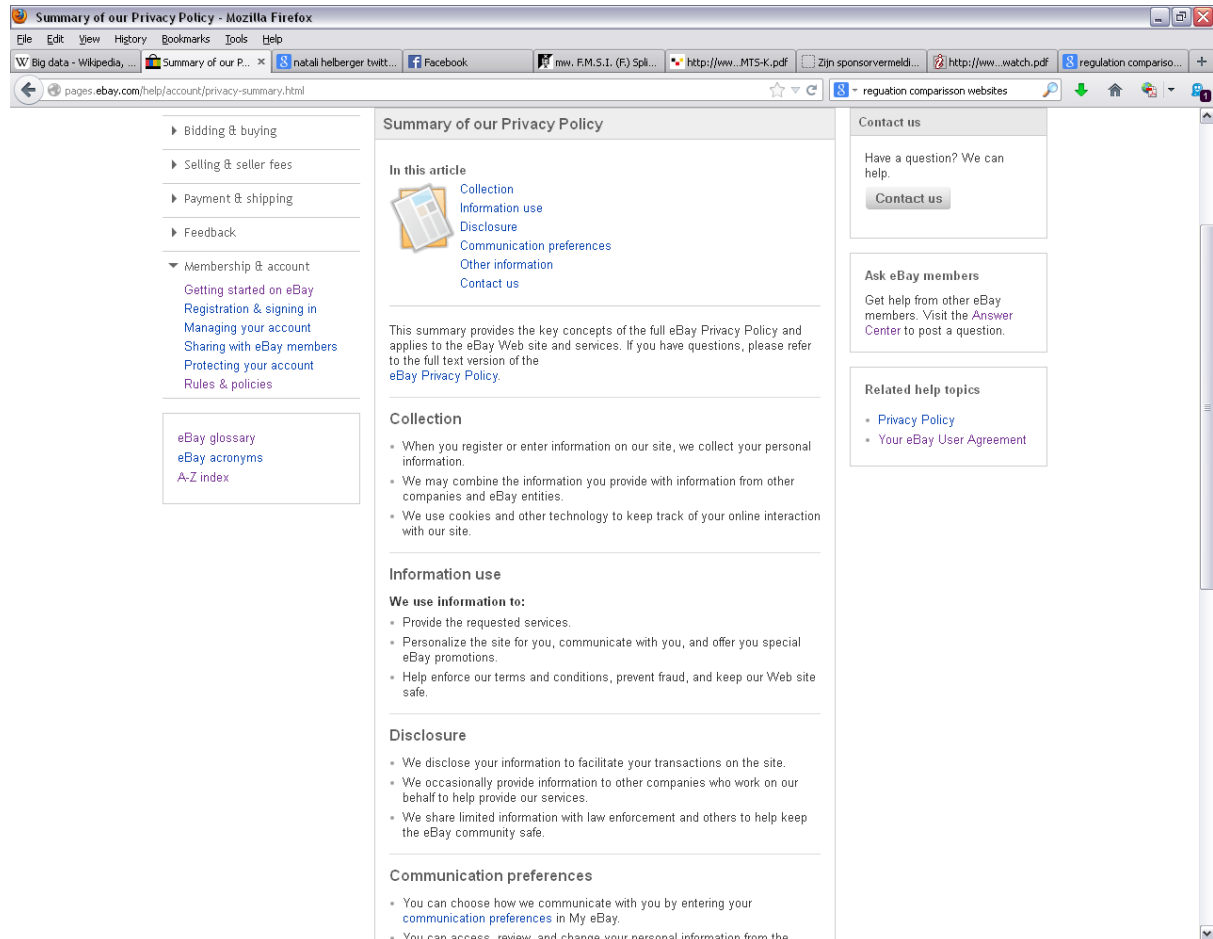 Summary of our Privacy Policy - Mozilla Firefox
File Edit View History Bookmarks Tools Help
W Big data - Wikipedia, ... Summary of our P... × natali helberger twitt... Facebook mw. F.M.S.I. (F.) Spli... http://ww...MTS-K.pdf Zijn sponsorvermeldi... http://ww...watch.pdf regulation compariso... +
pages.ebay.com/help/account/privacy-summary.html
reguation comparisson websites
1
Bidding & buying
Selling & seller fees
Payment & shipping
Feedback
Membership & account
Getting started on eBay
Registration & signing in
Managing your account
Sharing with eBay members
Protecting your account
Rules & policies
eBay glossary
eBay acronyms
A-Z index
Summary of our Privacy Policy
In this article
Collection
Information use
Disclosure
Communication preferences
Other information
Contact us
This summary provides the key concepts of the full eBay Privacy Policy and
applies to the eBay Web site and services. If you have questions, please refer
to the full text version of the
eBay Privacy Policy.
Collection
• When you register or enter information on our site, we collect your personal
information.
• We may combine the information you provide with information from other
companies and eBay entities.
• We use cookies and other technology to keep track of your online interaction
with our site.
Information use
We use information to:
• Provide the requested services.
• Personalize the site for you, communicate with you, and offer you special
eBay promotions.
• Help enforce our terms and conditions, prevent fraud, and keep our Web site
safe.
Disclosure
• We disclose your information to facilitate your transactions on the site.
• We occasionally provide information to other companies who work on our
behalf to help provide our services.
• We share limited information with law enforcement and others to help keep
the eBay community safe.
Communication preferences
• You can choose how we communicate with you by entering your
communication preferences in My eBay.
• You can access, review, and change your personal information from the
Contact us
Have a question? We can
help.
Contact us
Ask eBay members
Get help from other eBay
members. Visit the Answer
Center to post a question.
Related help topics
• Privacy Policy
• Your eBay User Agreement